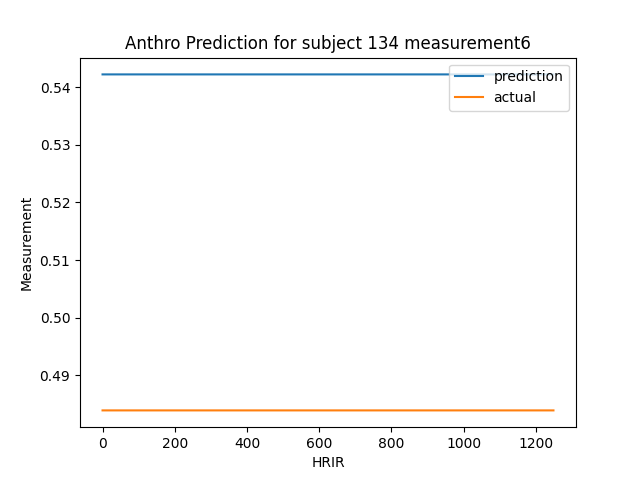 Anthro Prediction for subject 134 measurement6
prediction
actual
0.54
0.53
0.52
0.51
0.50
0.49
Measurement
0 200 400 600 800 1000 1200
HRIR